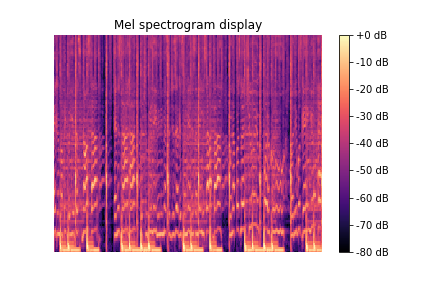 Mel spectrogram display
+0 dB
-10 dB
-20 dB
-30 dB
-40 dB
-50 dB
-60 dB
-70 dB
-80 dB